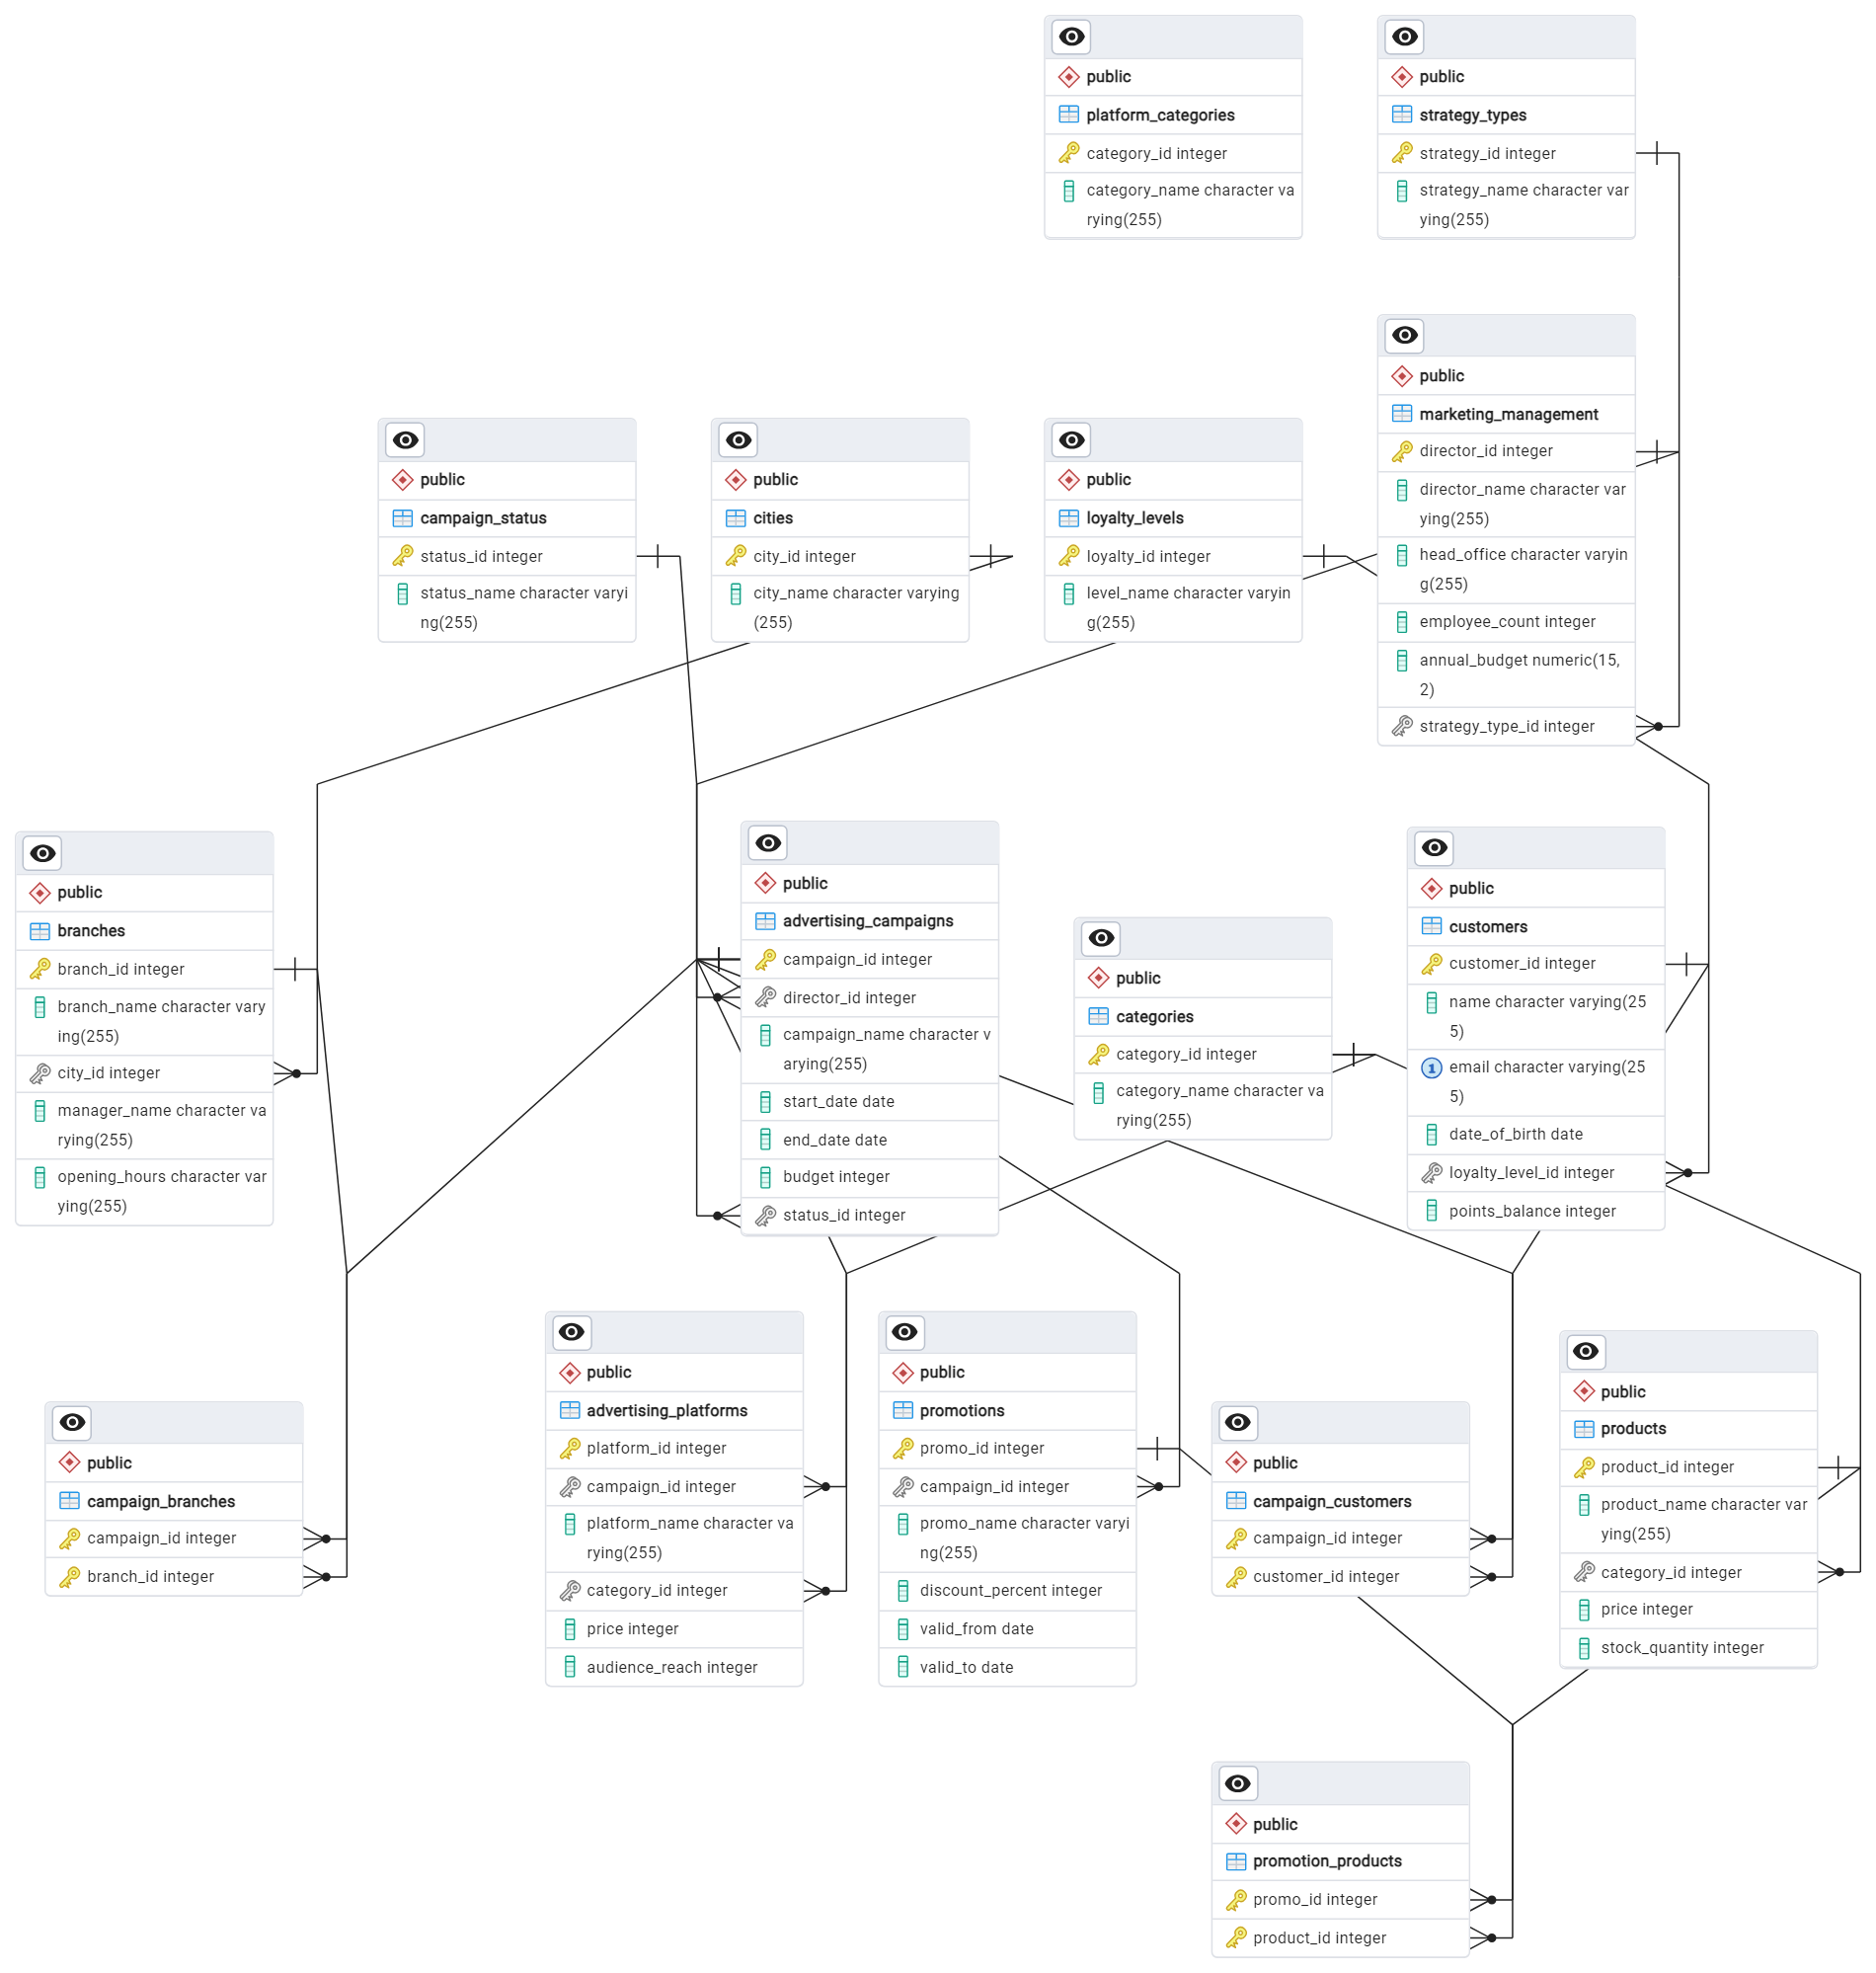 public
platform_categories
category_id integer
category_name character va
rying(255)
public
strategy_types
strategy_id integer
strategy_name character var
ying(255)
public
marketing_management
director_id integer
director_name character var
ying(255)
head_office character varyin
g(255)
employee_count integer
annual_budget numeric(15,
2)
strategy_type_id integer
public
campaign_status
status_id integer
status_name character varyi
ng(255)
public
cities
city_id integer
city_name character varying
(255)
public
loyalty_levels
loyalty_id integer
level_name character varyin
g(255)
public
branches
branch_id integer
branch_name character vary
ing(255)
city_id integer
manager_name character va
rying(255)
opening_hours character var
ying(255)
public
advertising_campaigns
campaign_id integer
director_id integer
campaign_name character v
arying(255)
start_date date
end_date date
budget integer
status_id integer
public
categories
category_id integer
category_name character va
rying(255)
public
customers
customer_id integer
name character varying(25
5)
1 email character varying(25
5)
date_of_birth date
loyalty_level_id integer
points_balance integer
public
campaign_branches
campaign_id integer
branch_id integer
public
advertising_platforms
platform_id integer
campaign_id integer
platform_name character va
rying(255)
category_id integer
price integer
audience_reach integer
public
promotions
promo_id integer
campaign_id integer
promo_name character varyi
ng(255)
discount_percent integer
valid_from date
valid_to date
public
campaign_customers
campaign_id integer
customer_id integer
public
products
product_id integer
product_name character var
ying(255)
category_id integer
price integer
stock_quantity integer
public
promotion_products
promo_id integer
product_id integer